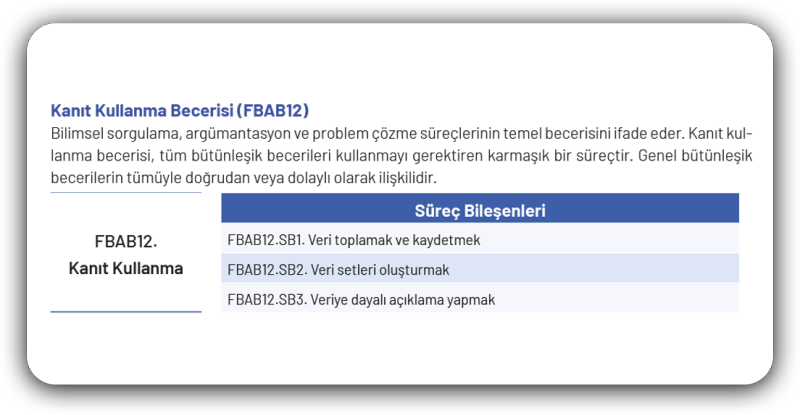 Kanıt Kullanma Becerisi (FBAB12)
Bilimsel sorgulama, argümantasyon ve problem çözme süreçlerinin temel becerisini ifade eder. Kanıt kul-
lanma becerisi, tüm bütünleşik becerileri kullanmayı gerektiren karmaşık bir süreçtir. Genel bütünleşik
becerilerin tümüyle doğrudan veya dolaylı olarak ilişkilidir.
FBAB12.
Kanıt Kullanma
Süreç Bileşenleri
FBAB12.SB1. Veri toplamak ve kaydetmek
FBAB12.SB2. Veri setleri oluşturmak
FBAB12.SB3. Veriye dayalı açıklama yapmak